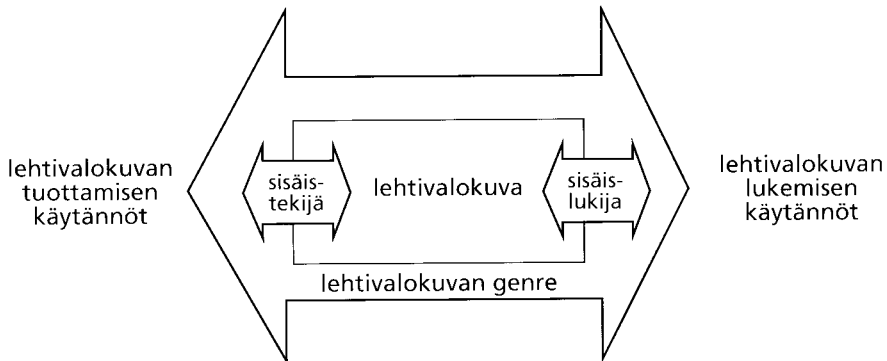 lehtivalokuvan
tuottamisen
käytännöt
sisäis-
tekijä
lehtivalokuva
sisäis-
lukija
lehtivalokuvan
lukemisen
käytännöt
lehtivalokuvan genre